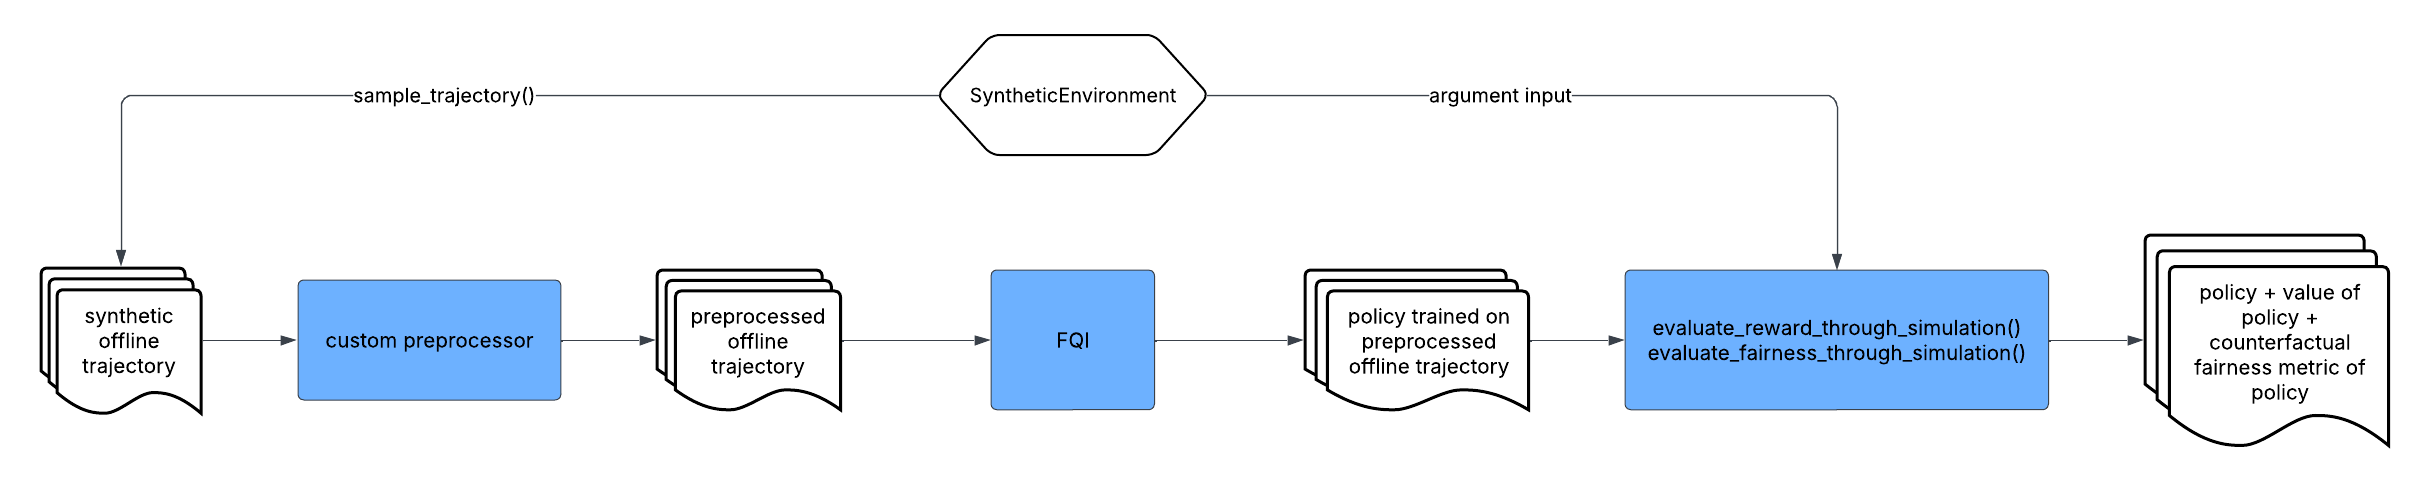 sample_trajectory()
SyntheticEnvironment
argument input
synthetic
offline
trajectory
custom preprocessor
preprocessed
offline
trajectory
FQI
policy trained on
preprocessed
offline trajectory
evaluate_reward_through_simulation()
evaluate_fairness_through_simulation()
policy + value of
policy +
counterfactual
fairness metric of
policy